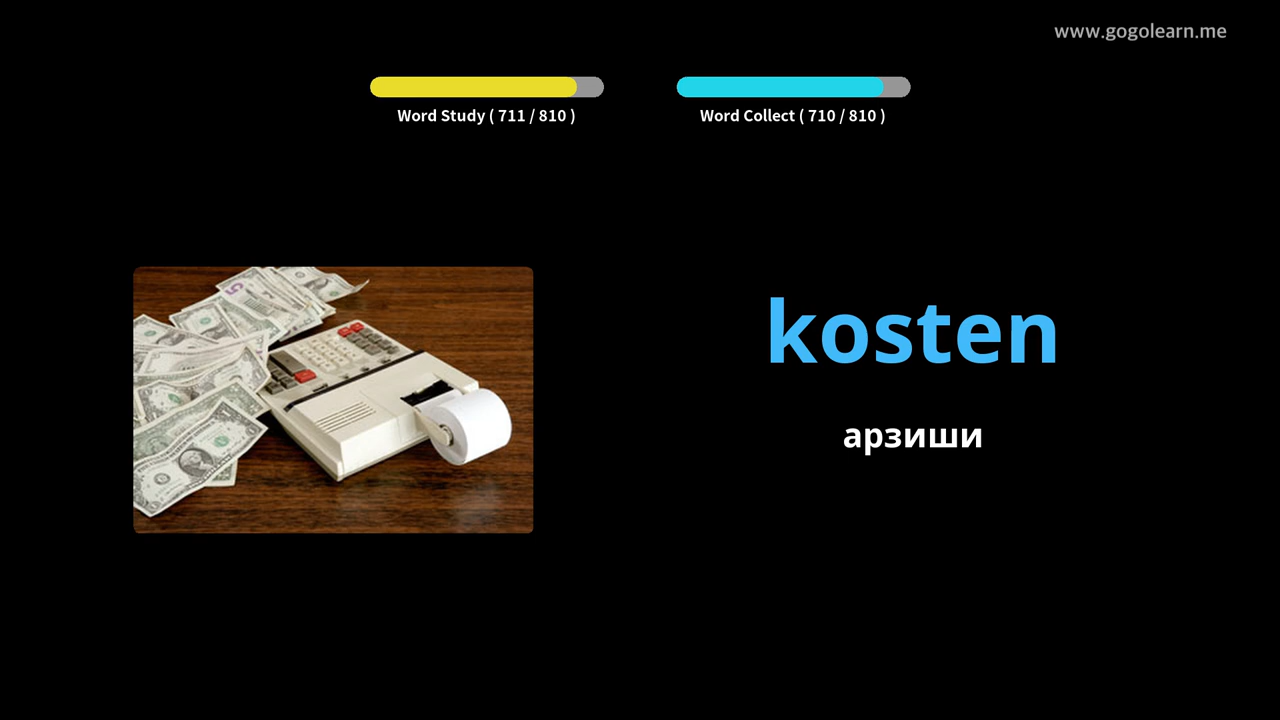 www.gogolearn.me
Word Study ( 711 / 810 )
Word Collect ( 710 / 810 )
kosten
арзиши